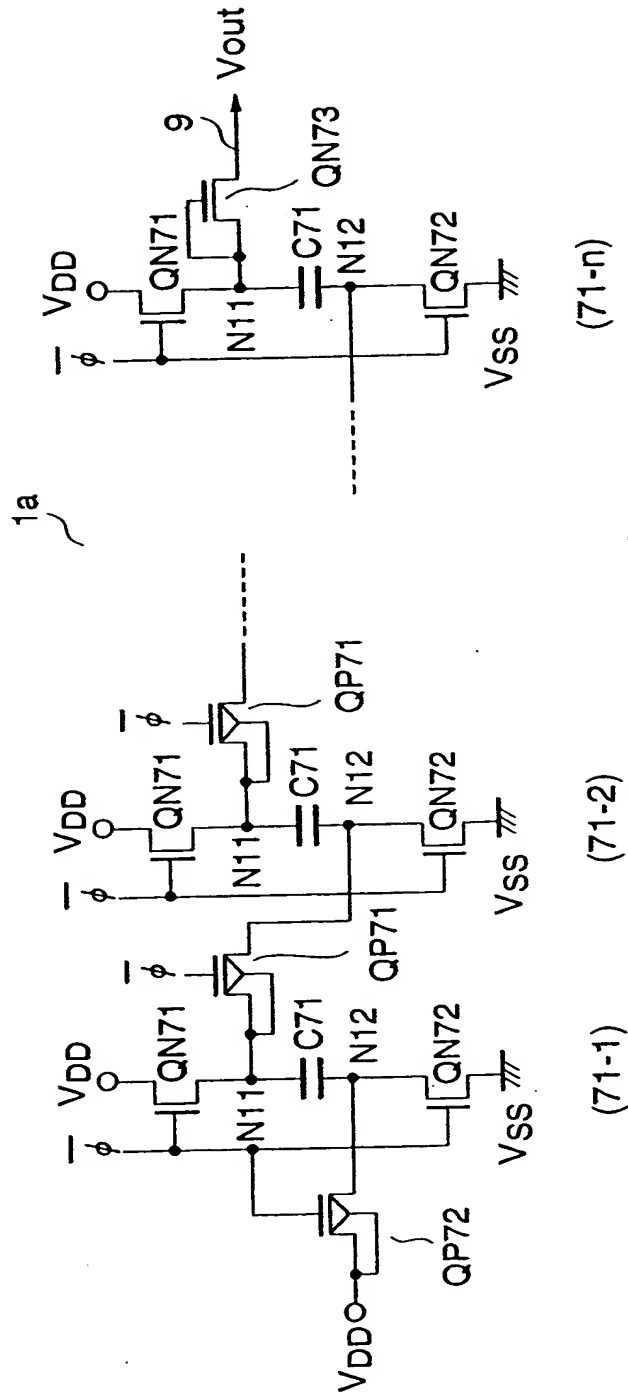 1a
V̅DD
QP72
φ̅
VDD
QN71
N11
C71
N12
QN72
VSS
(71-1)
φ̅
QP71
φ̅
VDD
QN71
N11
C71
N12
QN72
VSS
(71-2)
φ̅
QP71
φ̅
VDD
QN71
N11
C71
N12
QN72
VSS
(71-n)
QN73
9
Vout